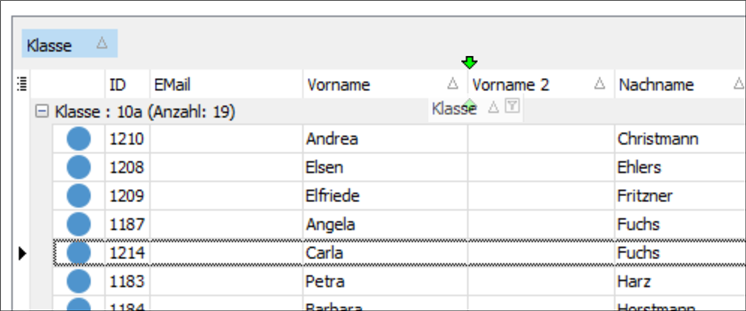 Klasse
ID EMail Vorname Vorname 2 Nachname
Klasse : 10a (Anzahl: 19)
Klasse
1210 Andrea Christmann
1208 Elsen Ehlers
1209 Elfriede Fritzner
1187 Angela Fuchs
1214 Carla Fuchs
1183 Petra Harz
1184 Barbara Horstmann